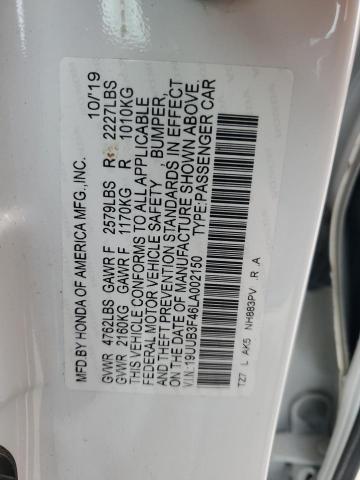 MFD.BY HONDA OF AMERICA MFG.,INC. 10/'19
GVWR 4762LBS GAWR F 2579LBS R 2227LBS
GVWR 2160KG GAWR F 1170KG R 1010KG
THIS VEHICLE CONFORMS TO ALL APPLICABLE
FEDERAL MOTOR VEHICLE SAFETY , BUMPER,
AND THEFT PREVENTION STANDARDS IN EFFECT
ON THE DATE OF MANUFACTURE SHOWN ABOVE.
V.I.N: 19UUB3F46LA002150 TYPE:PASSENGER CAR
TZ7 L AK5 NH883PV R .A